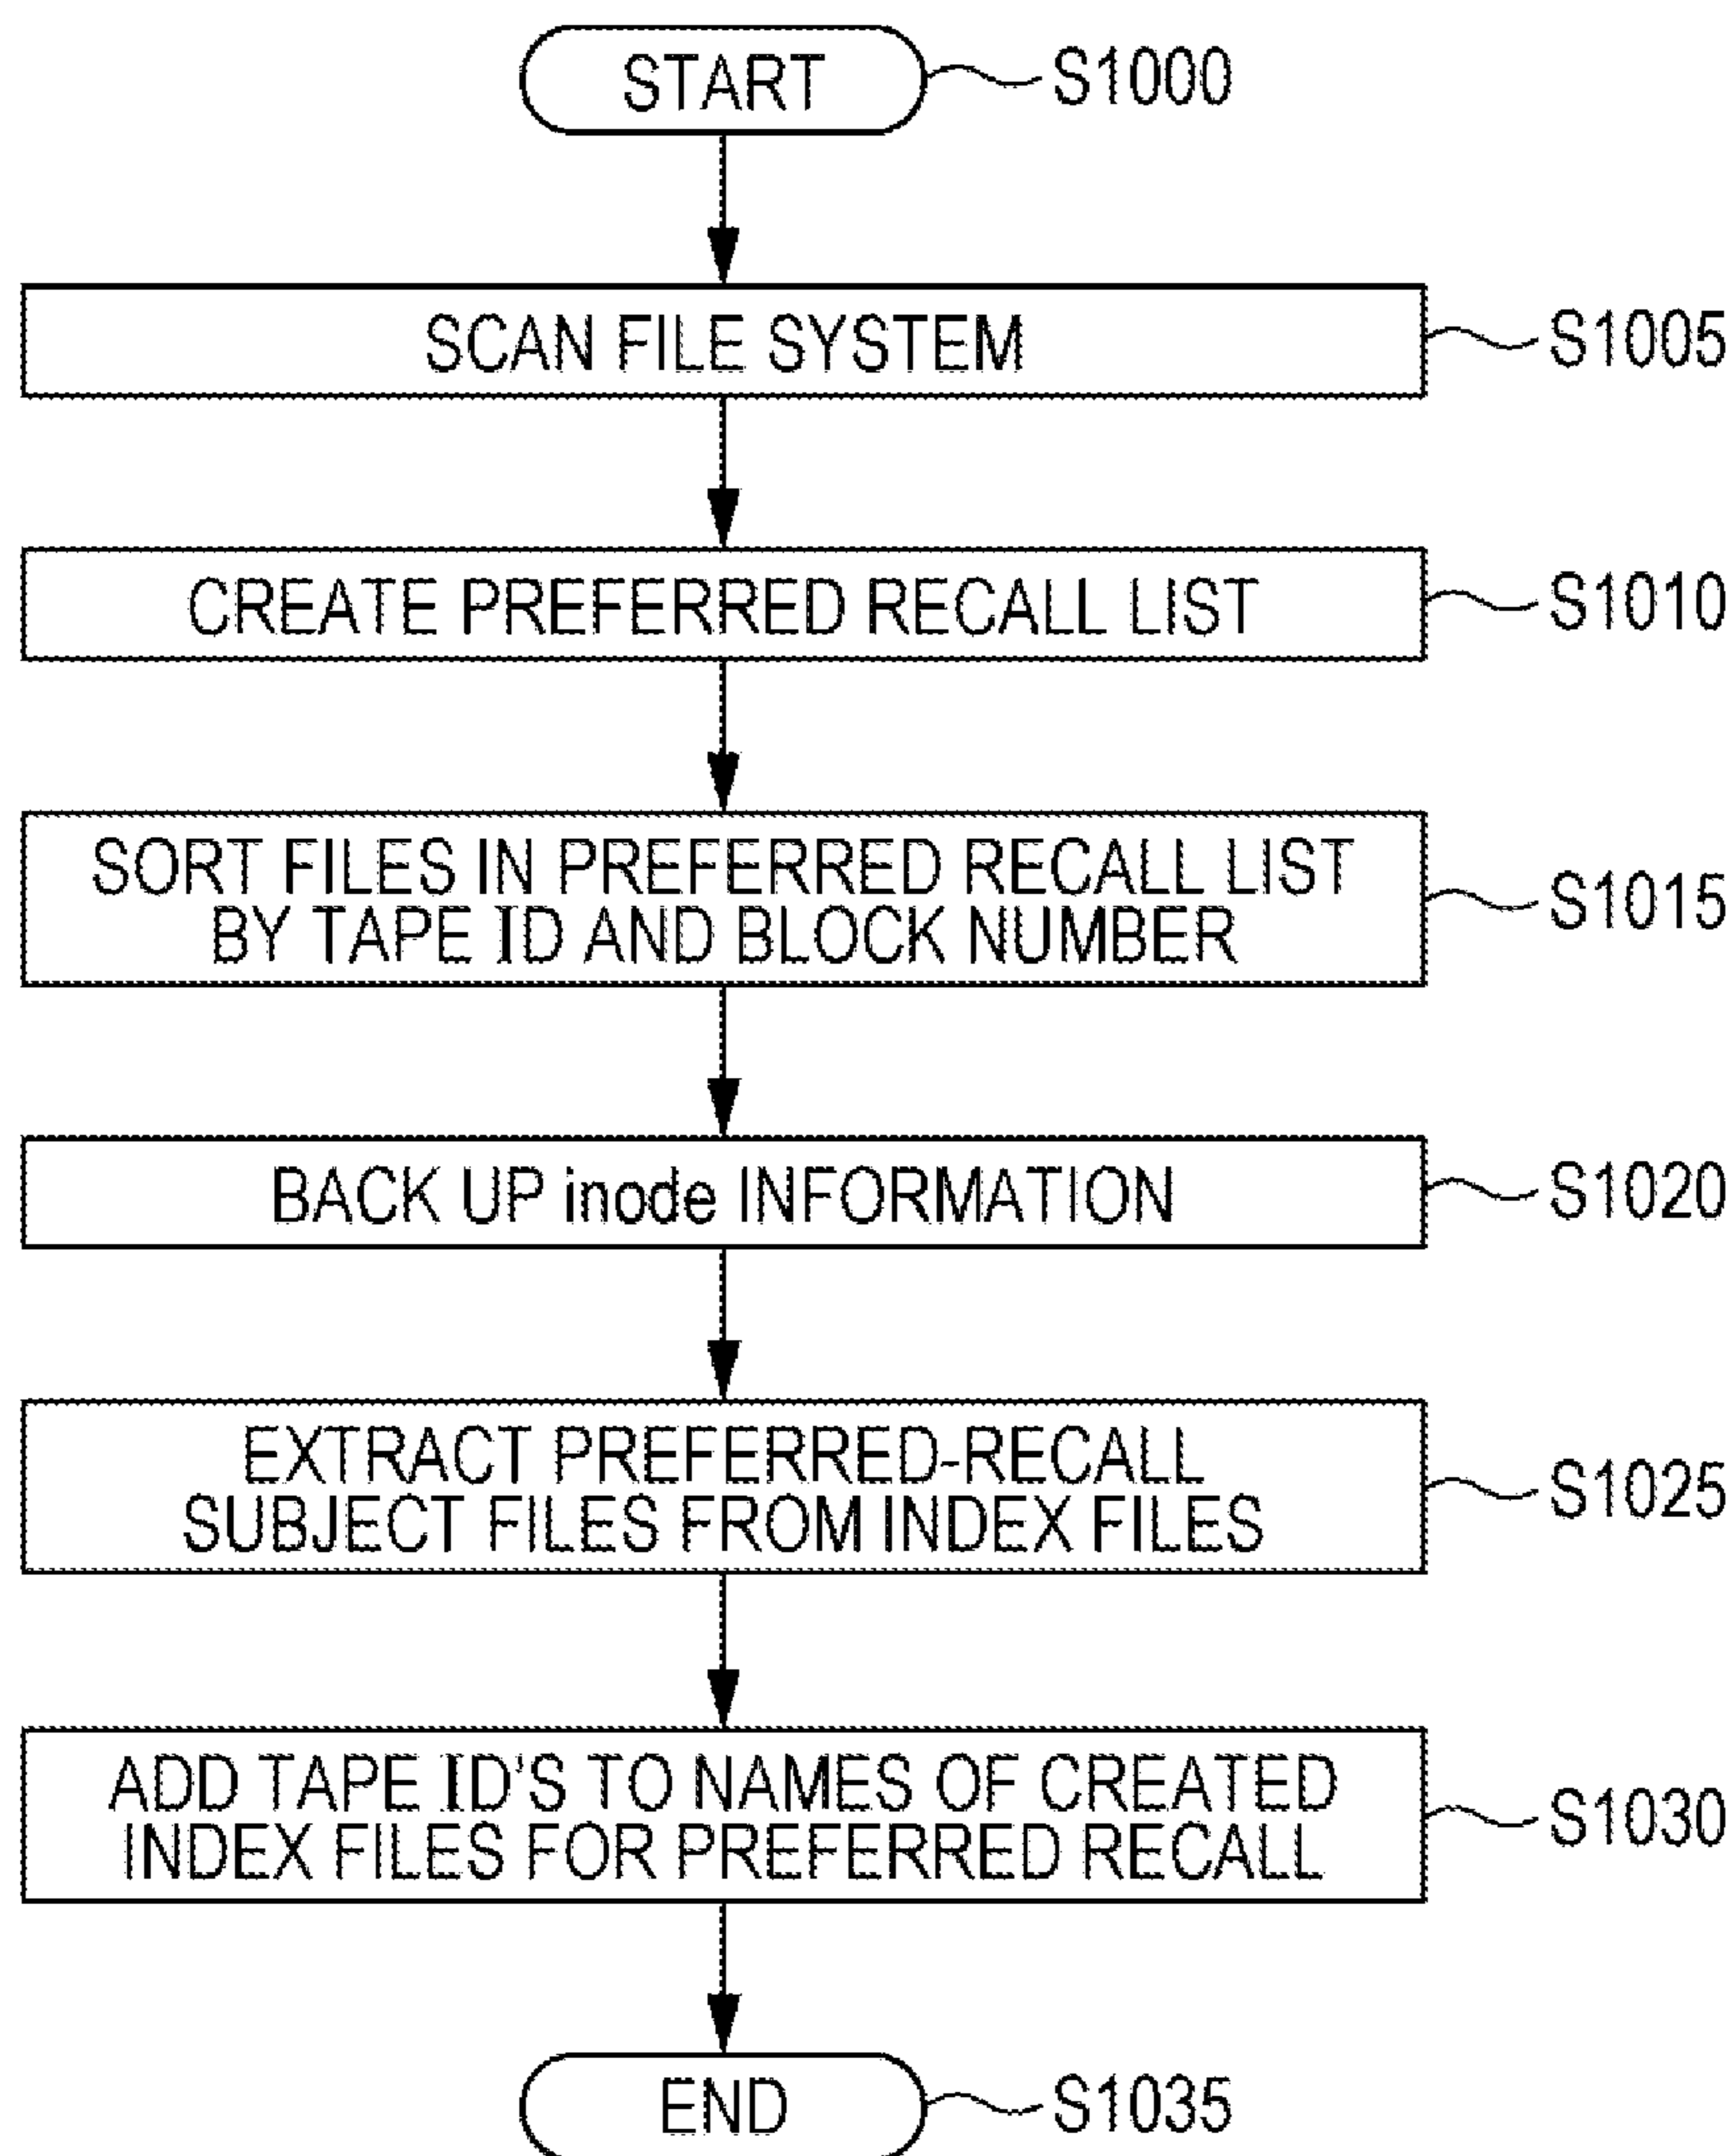 START
S1000
SCAN FILE SYSTEM
S1005
CREATE PREFERRED RECALL LIST
S1010
SORT FILES IN PREFERRED RECALL LIST
BY TAPE ID AND BLOCK NUMBER
S1015
BACK UP inode INFORMATION
S1020
EXTRACT PREFERRED-RECALL
SUBJECT FILES FROM INDEX FILES
S1025
ADD TAPE ID'S TO NAMES OF CREATED
INDEX FILES FOR PREFERRED RECALL
S1030
END
S1035